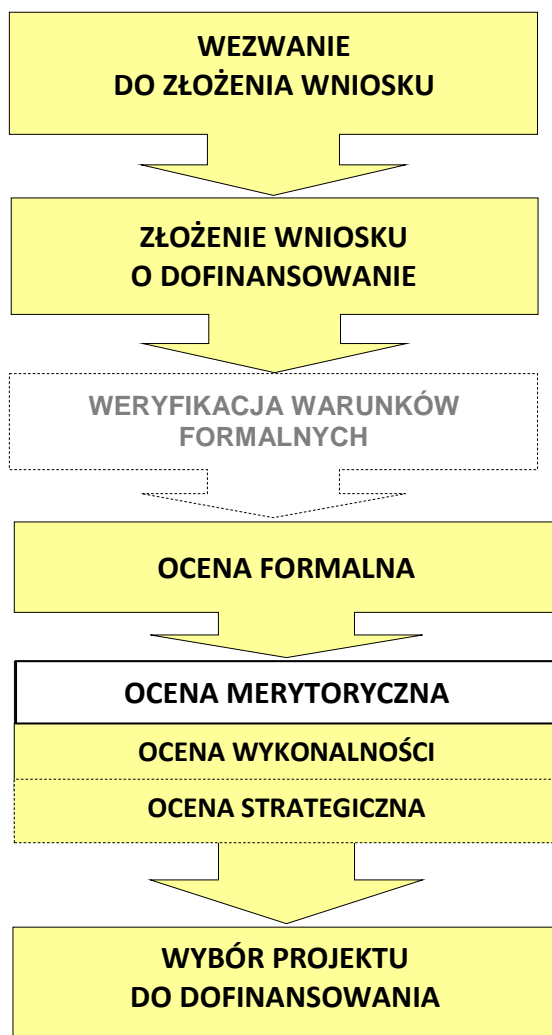 WEZWANIE
DO ZŁOŻENIA WNIOSKU
ZŁOŻENIE WNIOSKU
O DOFINANSOWANIE
WERYFIKACJA WARUNKÓW
FORMALNYCH
OCENA FORMALNA
OCENA MERYTORYCZNA
OCENA WYKONALNOŚCI
OCENA STRATEGICZNA
WYBÓR PROJEKTU
DO DOFINANSOWANIA